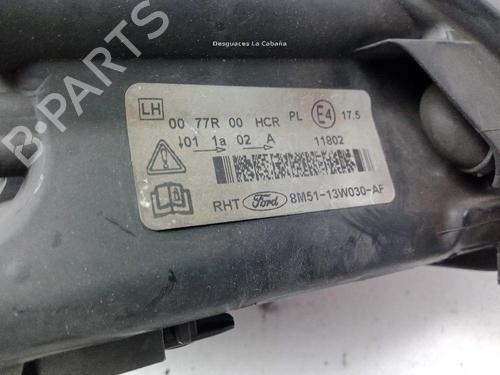 Desguaces La Cabaña
LH
00 77R 00 HCR PL E4 17.5
01 1a 02 A 11802
RHT Ford 8M51-13W030-AF
B-PARTS